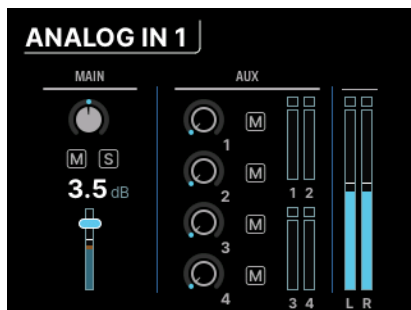 ANALOG IN 1
MAIN
AUX
M S
3.5 dB
1 M
2 M
3 M
4 M
1 2
3 4
L R